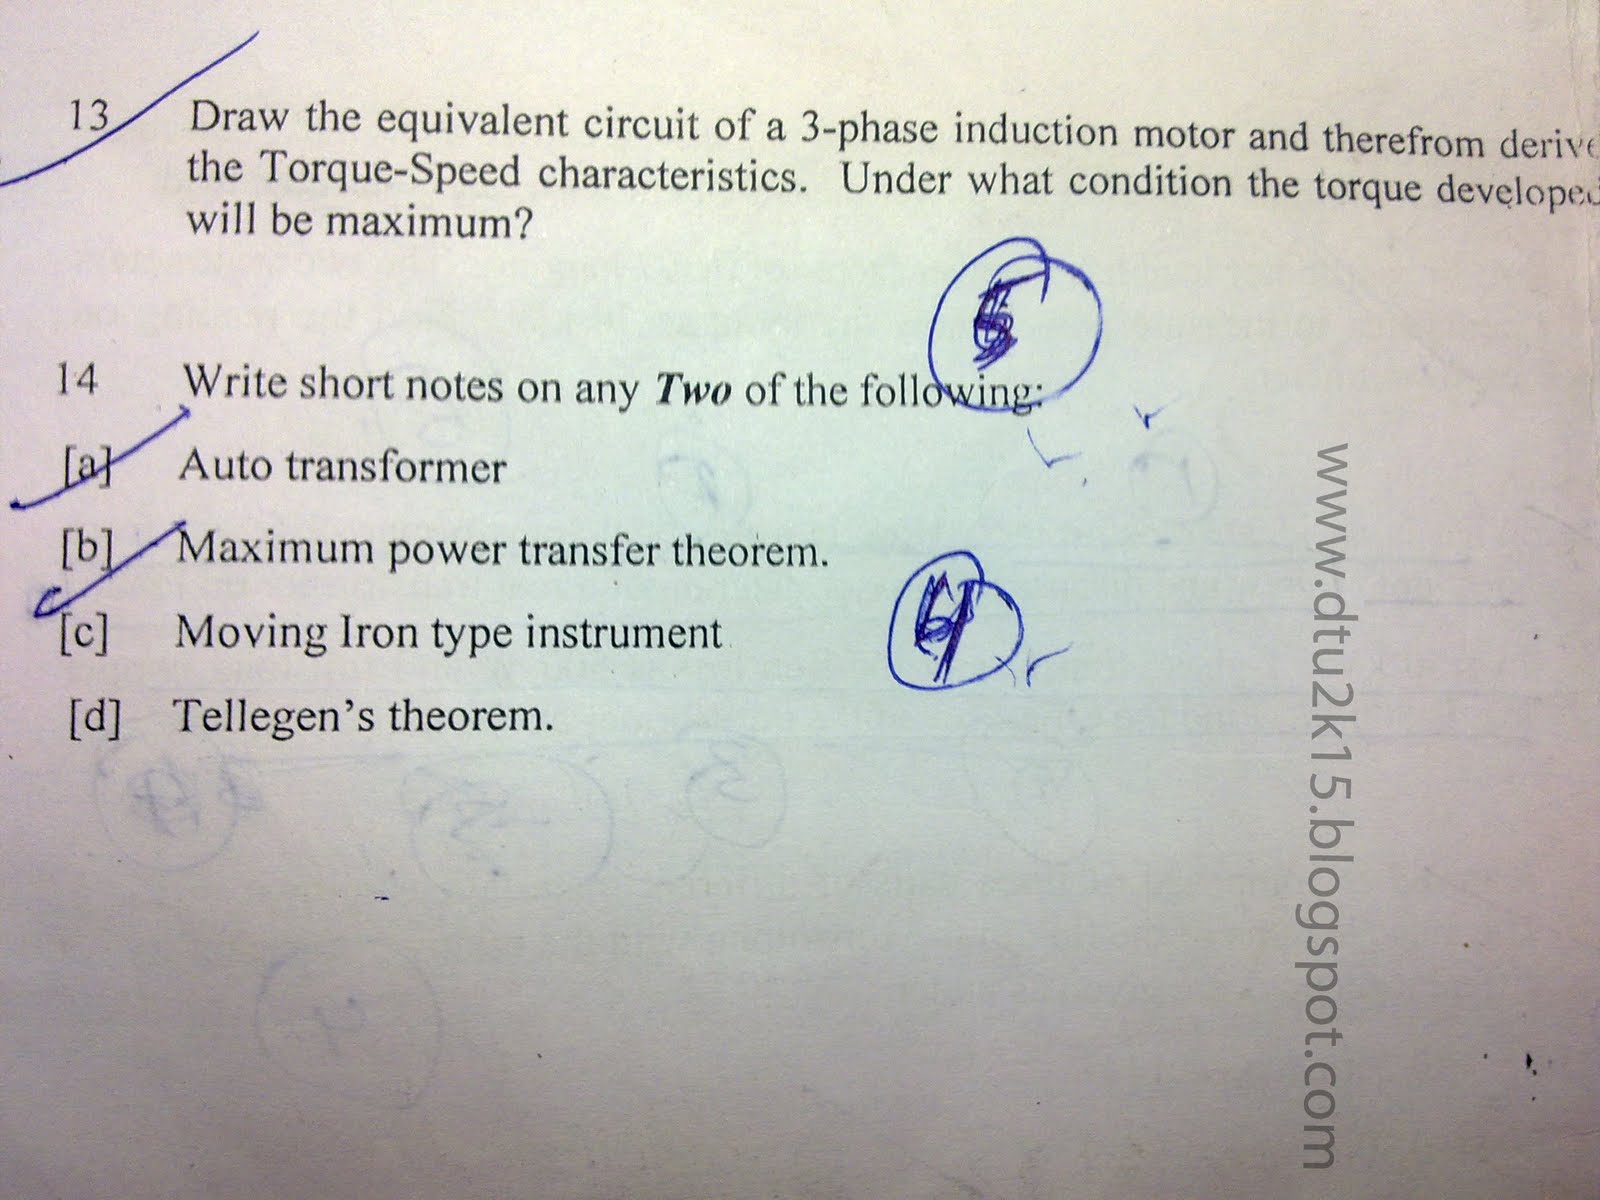 13 Draw the equivalent circuit of a 3-phase induction motor and therefrom derive
the Torque-Speed characteristics. Under what condition the torque developed
will be maximum?
14 Write short notes on any Two of the following:
[a] Auto transformer
[b] Maximum power transfer theorem.
[c] Moving Iron type instrument
[d] Tellegen's theorem.
www.dtu2k15.blogspot.com